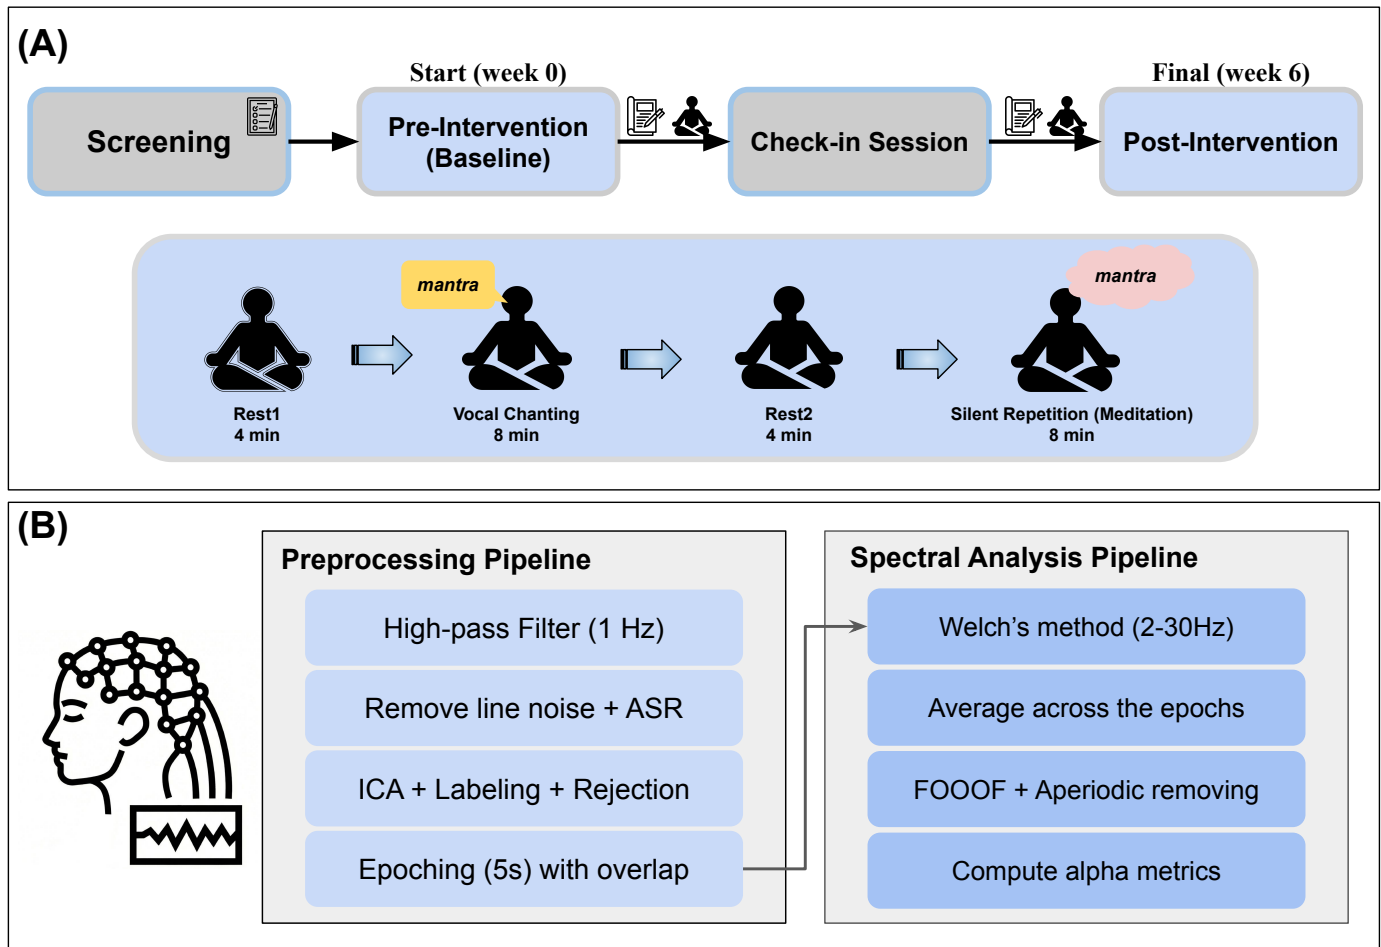 (A)
Start (week 0)
Final (week 6)
Screening
Pre-Intervention
(Baseline)
Check-in Session
Post-Intervention
mantra
mantra
Rest1
4 min
Vocal Chanting
8 min
Rest2
4 min
Silent Repetition (Meditation)
8 min
(B)
Preprocessing Pipeline
High-pass Filter (1 Hz)
Remove line noise + ASR
ICA + Labeling + Rejection
Epoching (5s) with overlap
Spectral Analysis Pipeline
Welch's method (2-30Hz)
Average across the epochs
FOOOF + Aperiodic removing
Compute alpha metrics